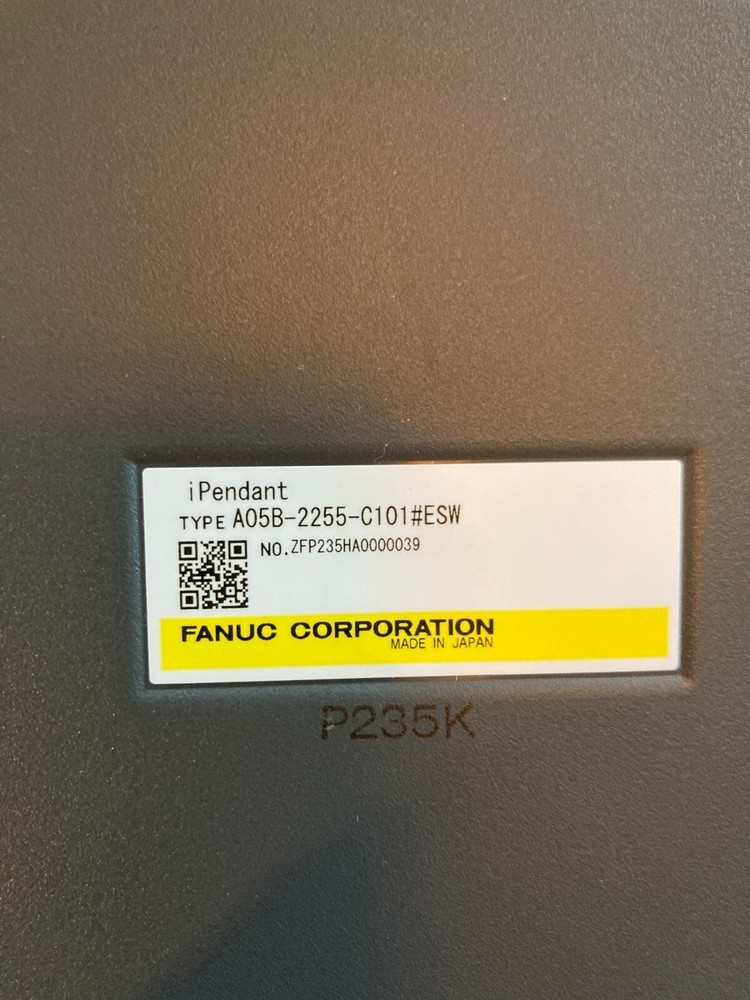 iPendant
TYPE A05B-2255-C101#ESW
NO.ZFP235HA0000039
FANUC CORPORATION
MADE IN JAPAN
P235K